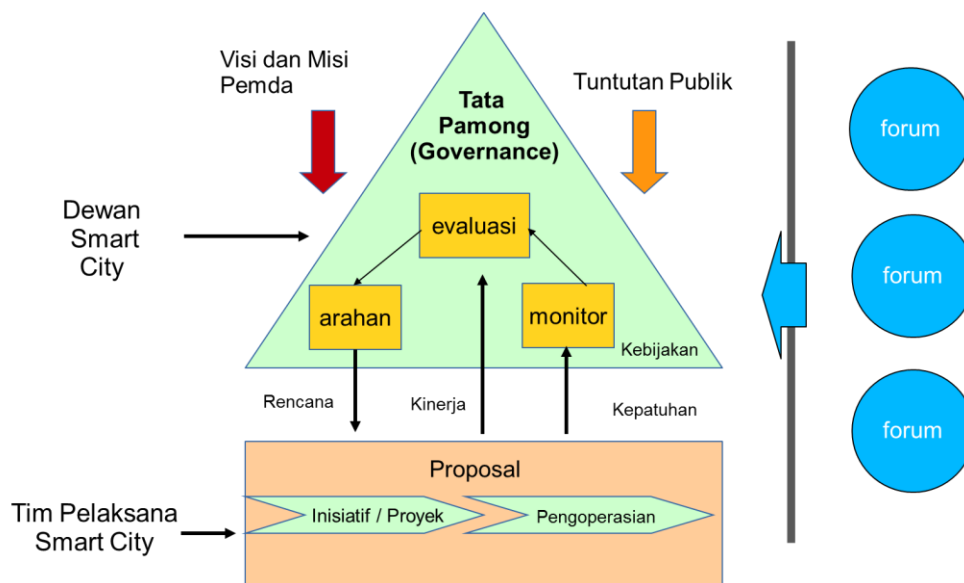 Visi dan Misi
Pemda
Tuntutan Publik
Tata
Pamong
(Governance)
Dewan
Smart
City
evaluasi
arahan
monitor
Kebijakan
Rencana
Kinerja
Kepatuhan
Proposal
Inisiatif / Proyek
Pengoperasian
Tim Pelaksana
Smart City
forum
forum
forum